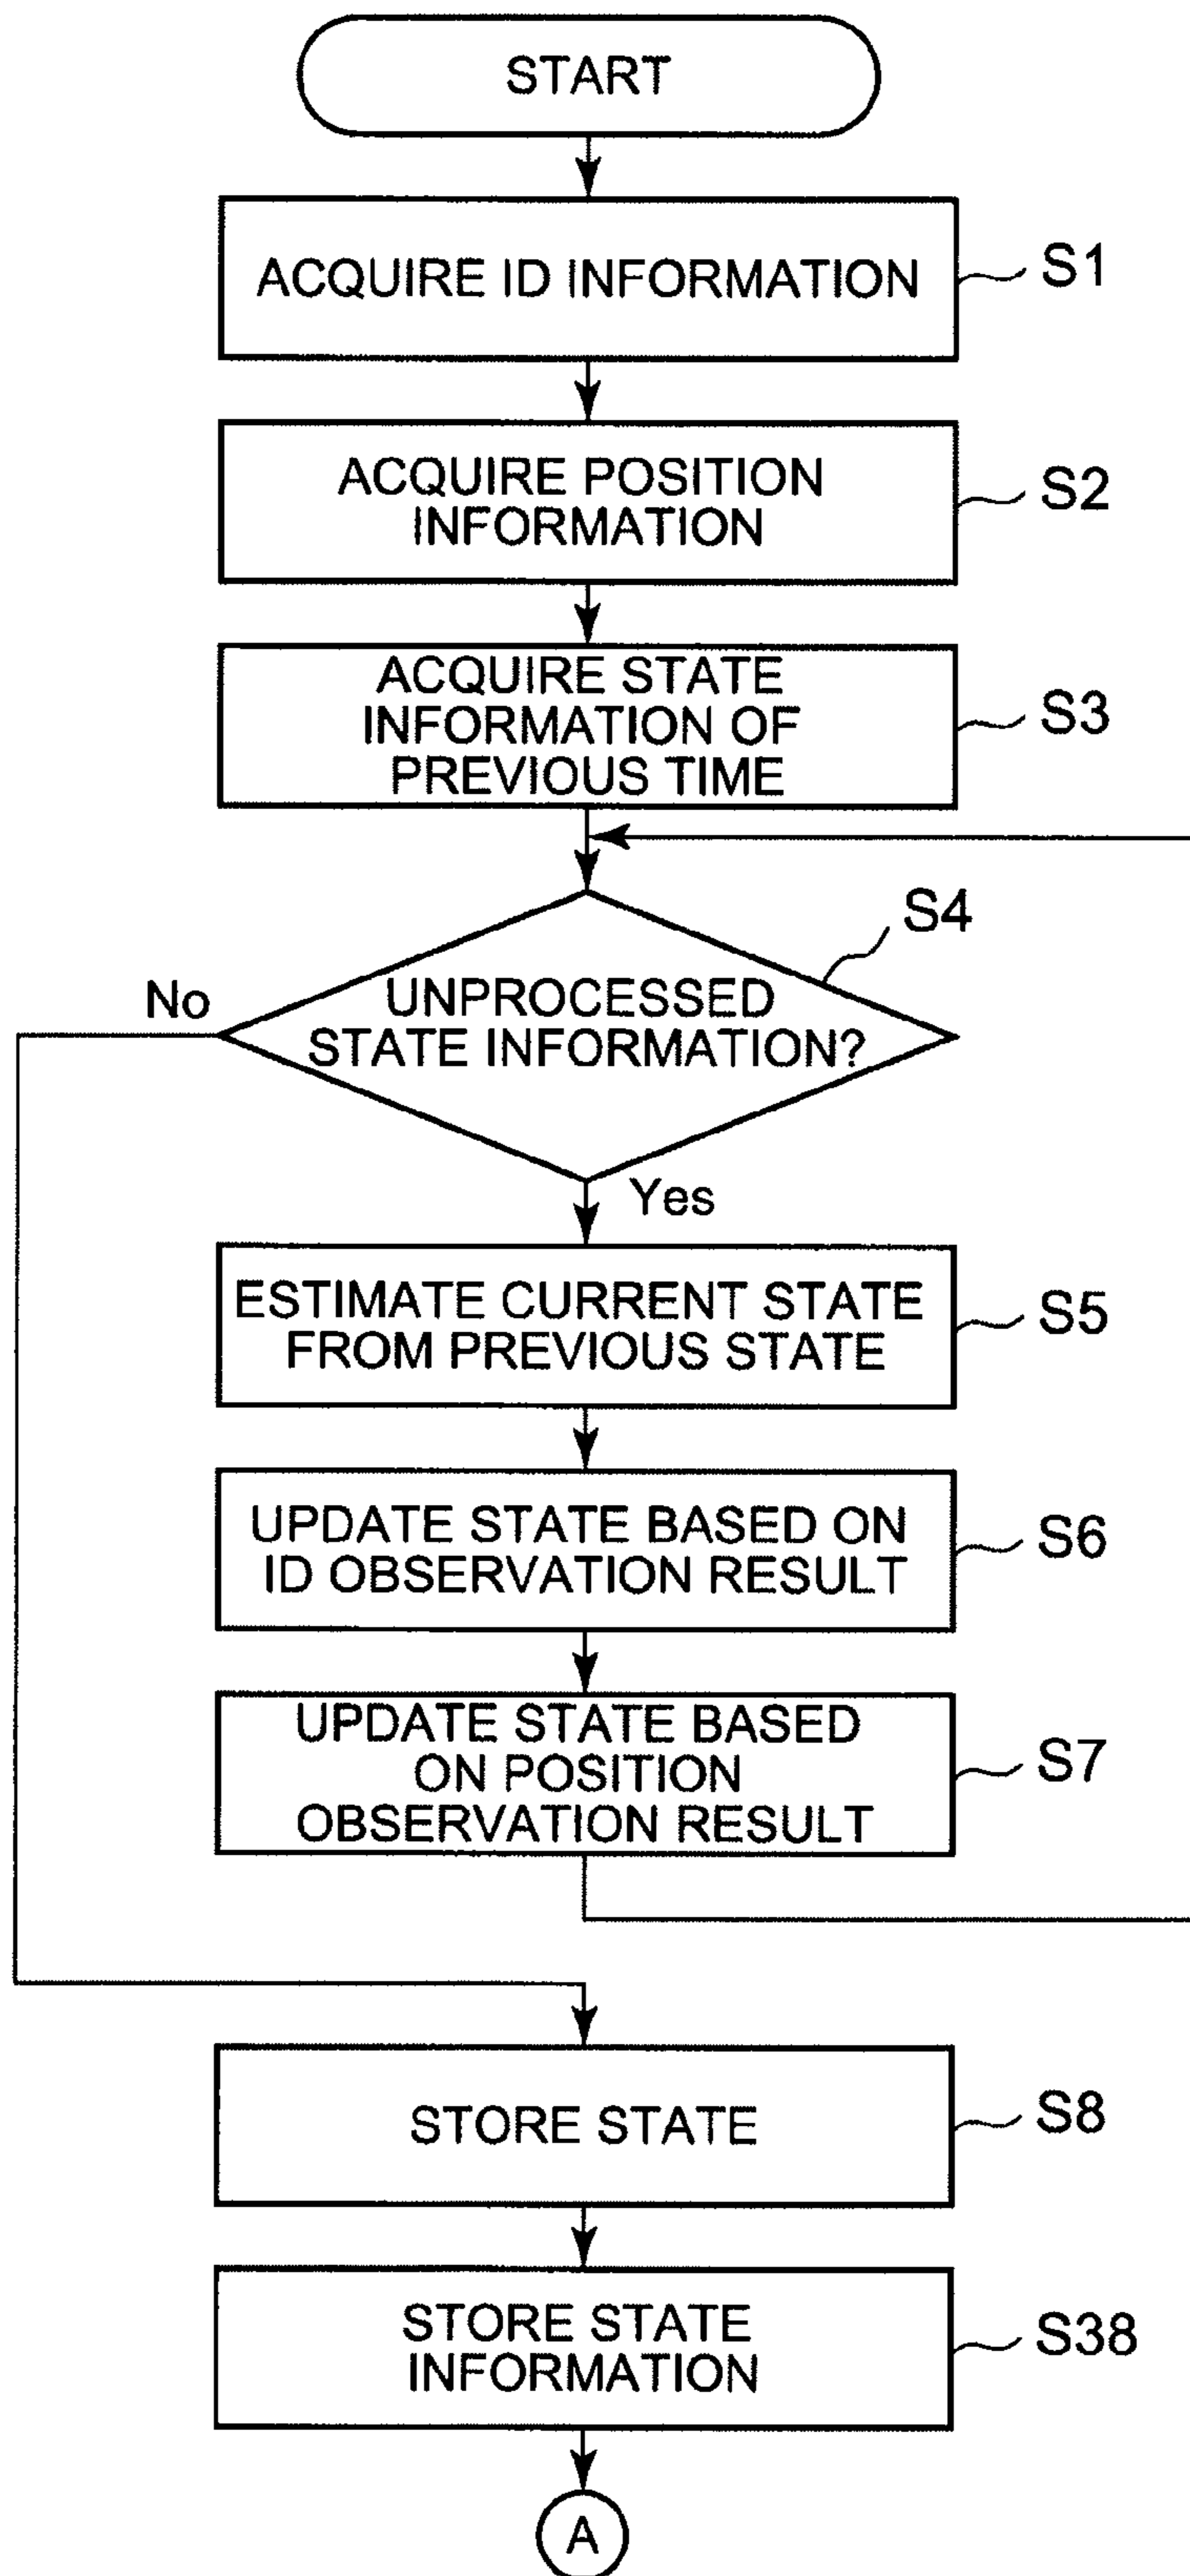 START
ACQUIRE ID INFORMATION
S1
ACQUIRE POSITION
INFORMATION
S2
ACQUIRE STATE
INFORMATION OF
PREVIOUS TIME
S3
S4
No
UNPROCESSED
STATE INFORMATION?
Yes
ESTIMATE CURRENT STATE
FROM PREVIOUS STATE
S5
UPDATE STATE BASED ON
ID OBSERVATION RESULT
S6
UPDATE STATE BASED
ON POSITION
OBSERVATION RESULT
S7
STORE STATE
S8
STORE STATE
INFORMATION
S38
A